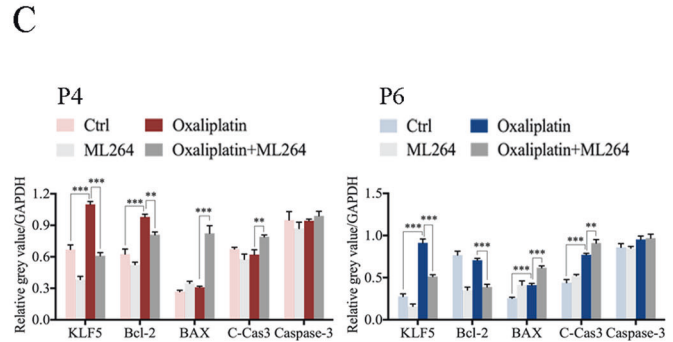 C
P4
Ctrl Oxaliplatin
ML264 Oxaliplatin+ML264
Relative grey value/GAPDH
1.2
0.9
0.6
0.3
0.0
*** *** *** ** *** **
KLF5 Bcl-2 BAX C-Cas3 Caspase-3
P6
Ctrl Oxaliplatin
ML264 Oxaliplatin+ML264
Relative grey value/GAPDH
1.5
1.0
0.5
0.0
*** *** *** *** *** *** **
KLF5 Bcl-2 BAX C-Cas3 Caspase-3